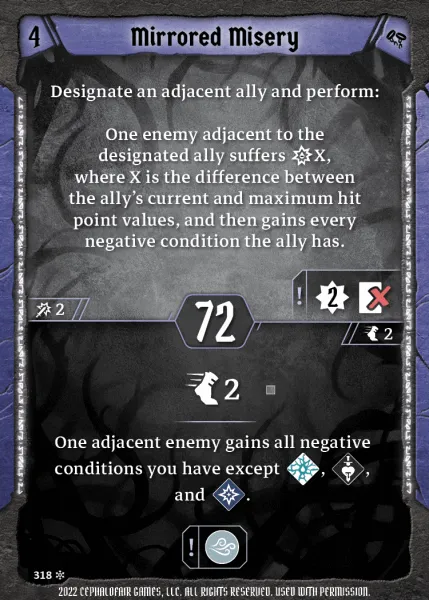 4 Mirrored Misery
Designate an adjacent ally and perform:
One enemy adjacent to the
designated ally suffers X,
where X is the difference between
the ally's current and maximum hit
point values, and then gains every
negative condition the ally has.
! 2
2
72
2
2
One adjacent enemy gains all negative
conditions you have except , ,
and .
!
318
2022 CEPHALOFAIR GAMES, LLC. ALL RIGHTS RESERVED. USED WITH PERMISSION.